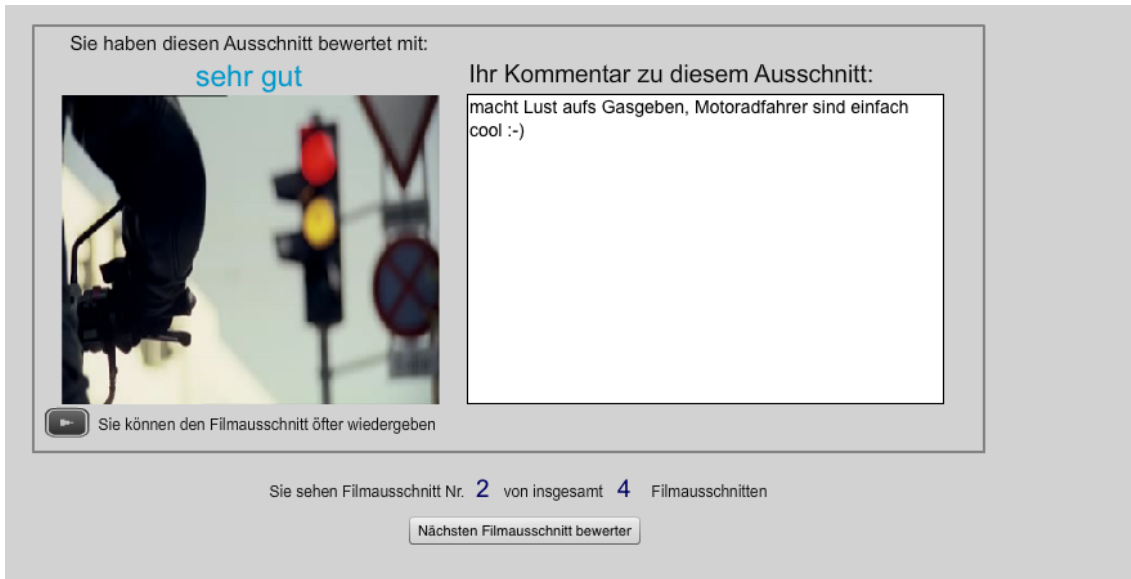 Sie haben diesen Ausschnitt bewertet mit:
sehr gut
Ihr Kommentar zu diesem Ausschnitt:
macht Lust aufs Gasgeben, Motoradfahrer sind einfach
cool :-)
Sie können den Filmausschnitt öfter wiedergeben
Sie sehen Filmausschnitt Nr. 2 von insgesamt 4 Filmausschnitten
Nächsten Filmausschnitt bewerter